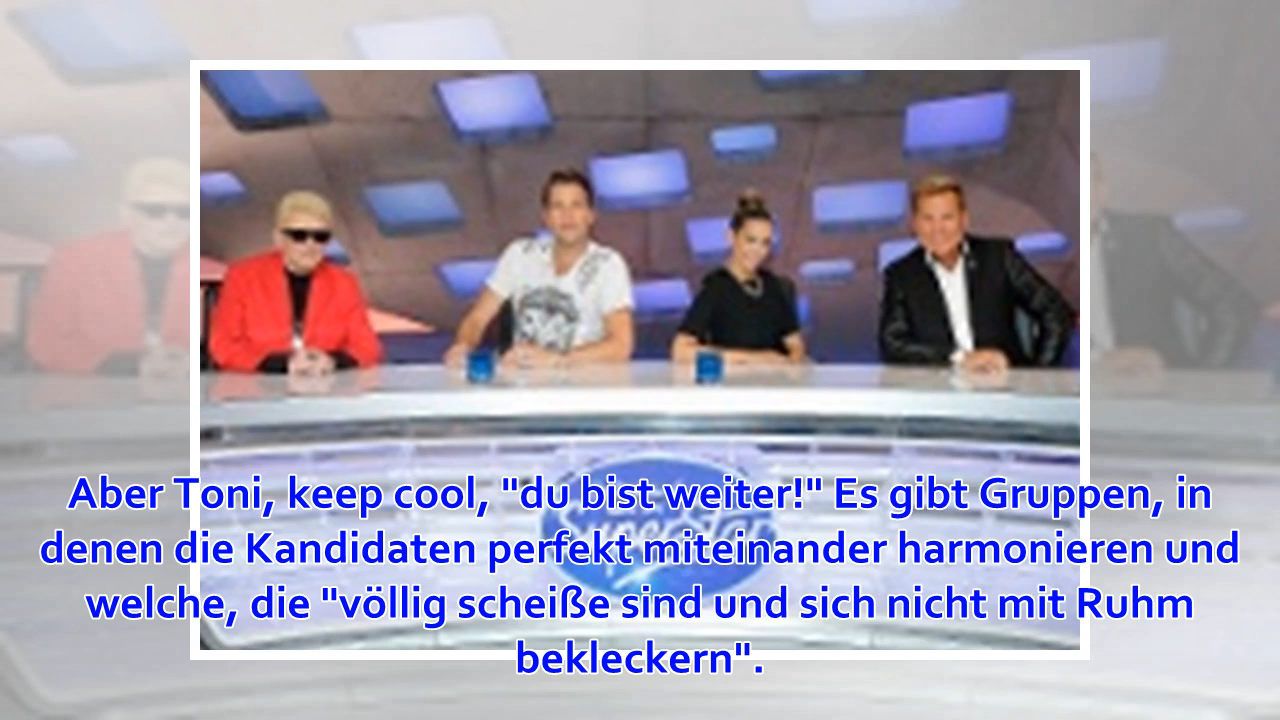 Aber Toni, keep cool, "du bist weiter!" Es gibt Gruppen, in
denen die Kandidaten perfekt miteinander harmonieren und
welche, die "völlig scheiße sind und sich nicht mit Ruhm
bekleckern".
Superstar